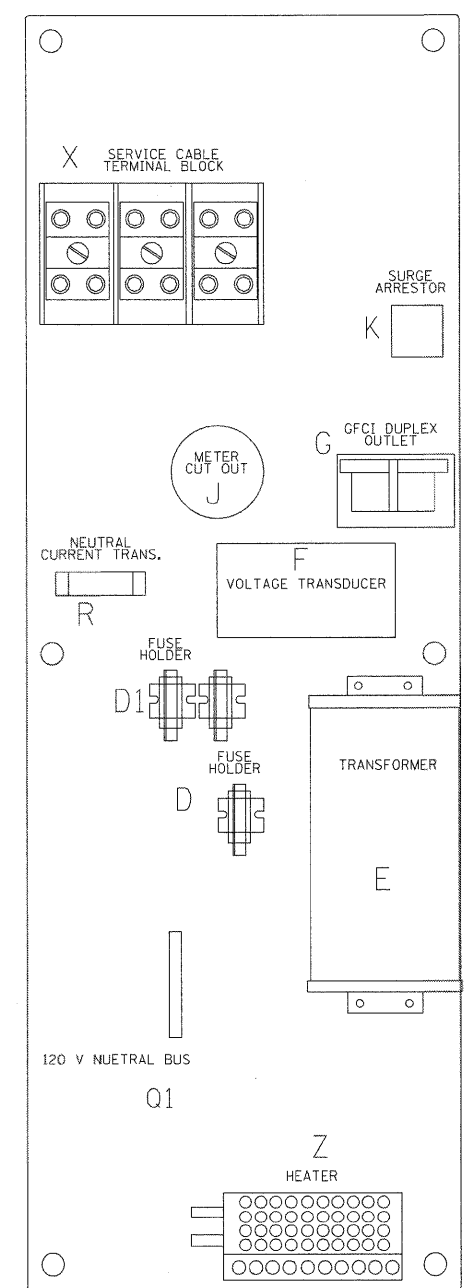 X
SERVICE CABLE
TERMINAL BLOCK
SURGE
ARRESTOR
K
GFCI DUPLEX
OUTLET
G
METER
CUT OUT
J
NEUTRAL
CURRENT TRANS.
R
F
VOLTAGE TRANSDUCER
FUSE
HOLDER
D1
FUSE
HOLDER
D
TRANSFORMER
E
120 V NUETRAL BUS
Q1
Z
HEATER